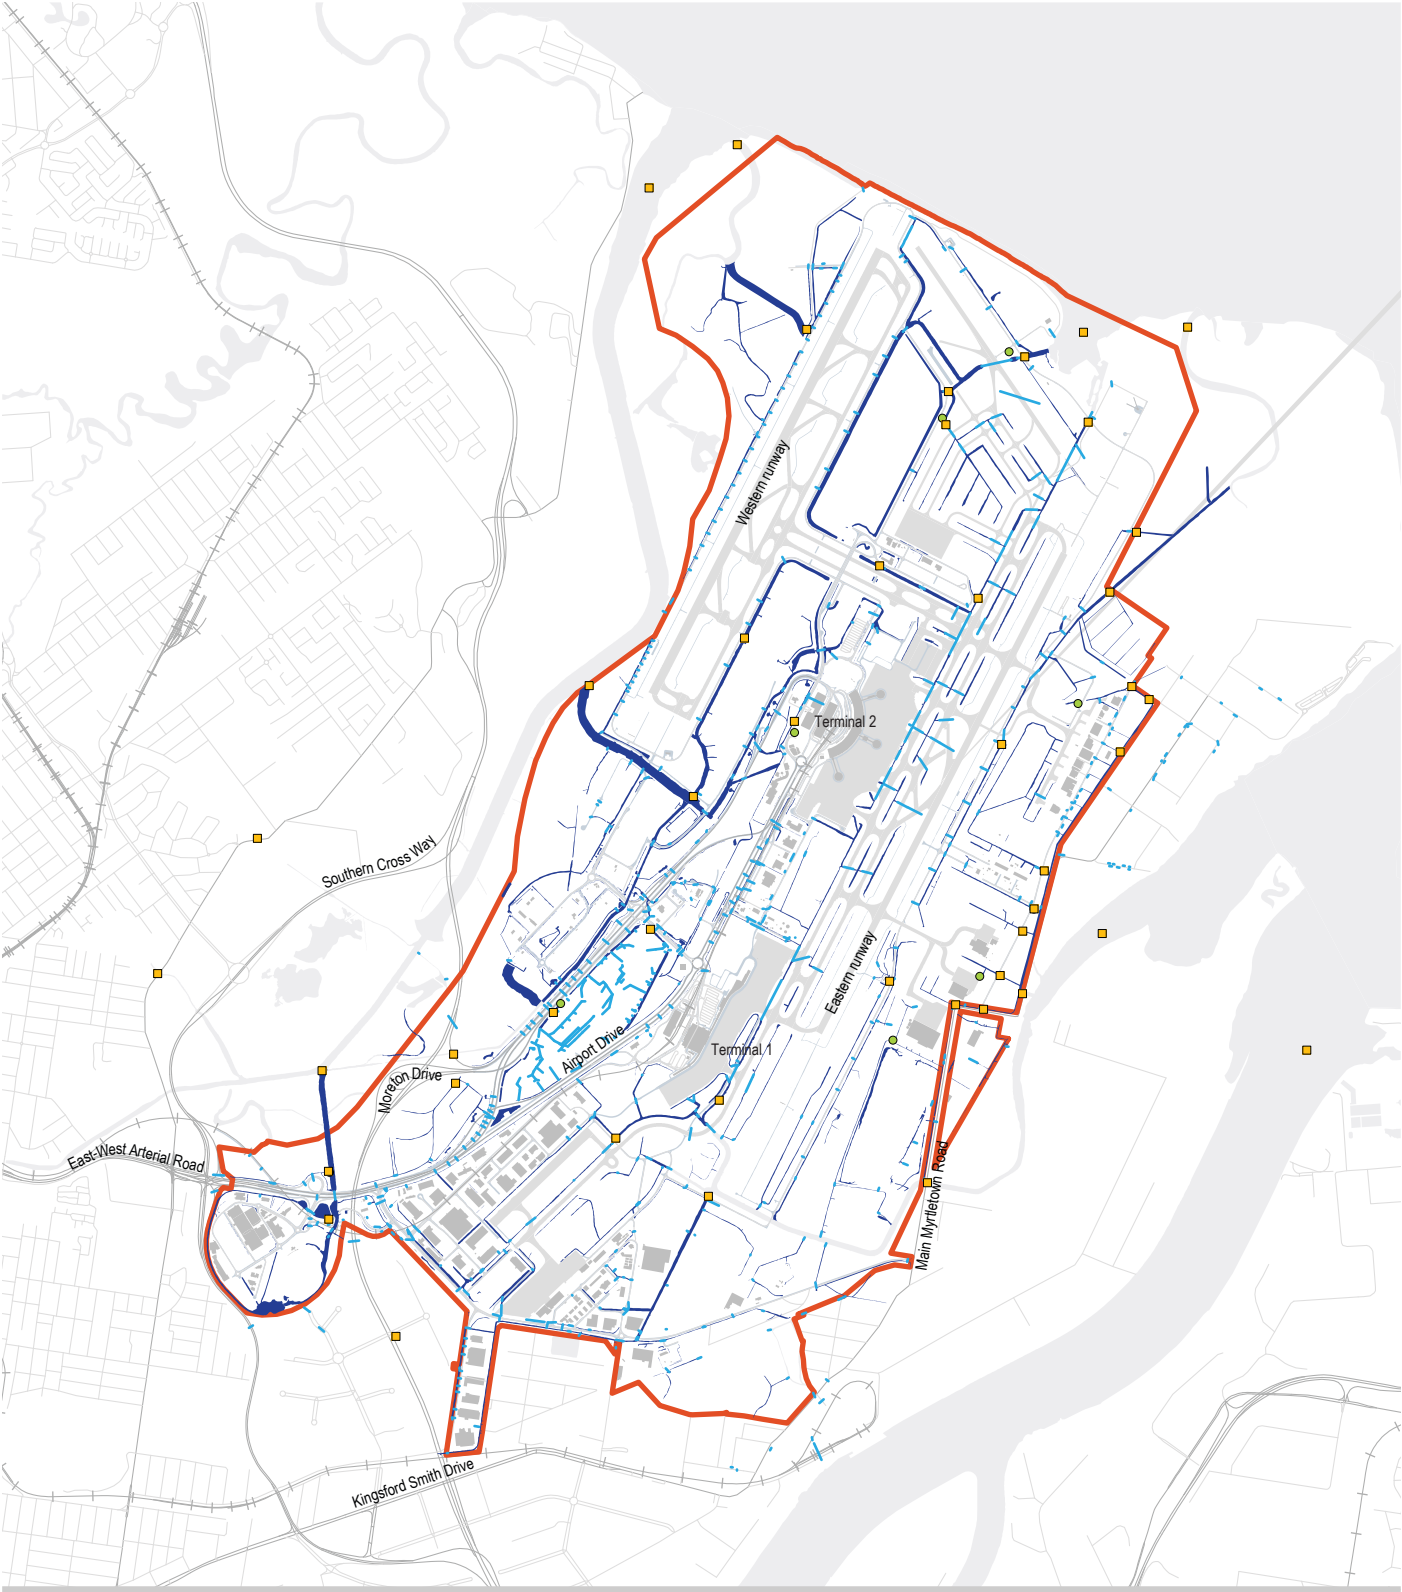 Western runway
Terminal 2
Southern Cross Way
Eastern runway
Airport Drive
Terminal 1
Moreton Drive
East-West Arterial Road
Main Myrtletown Road
Kingsford Smith Drive